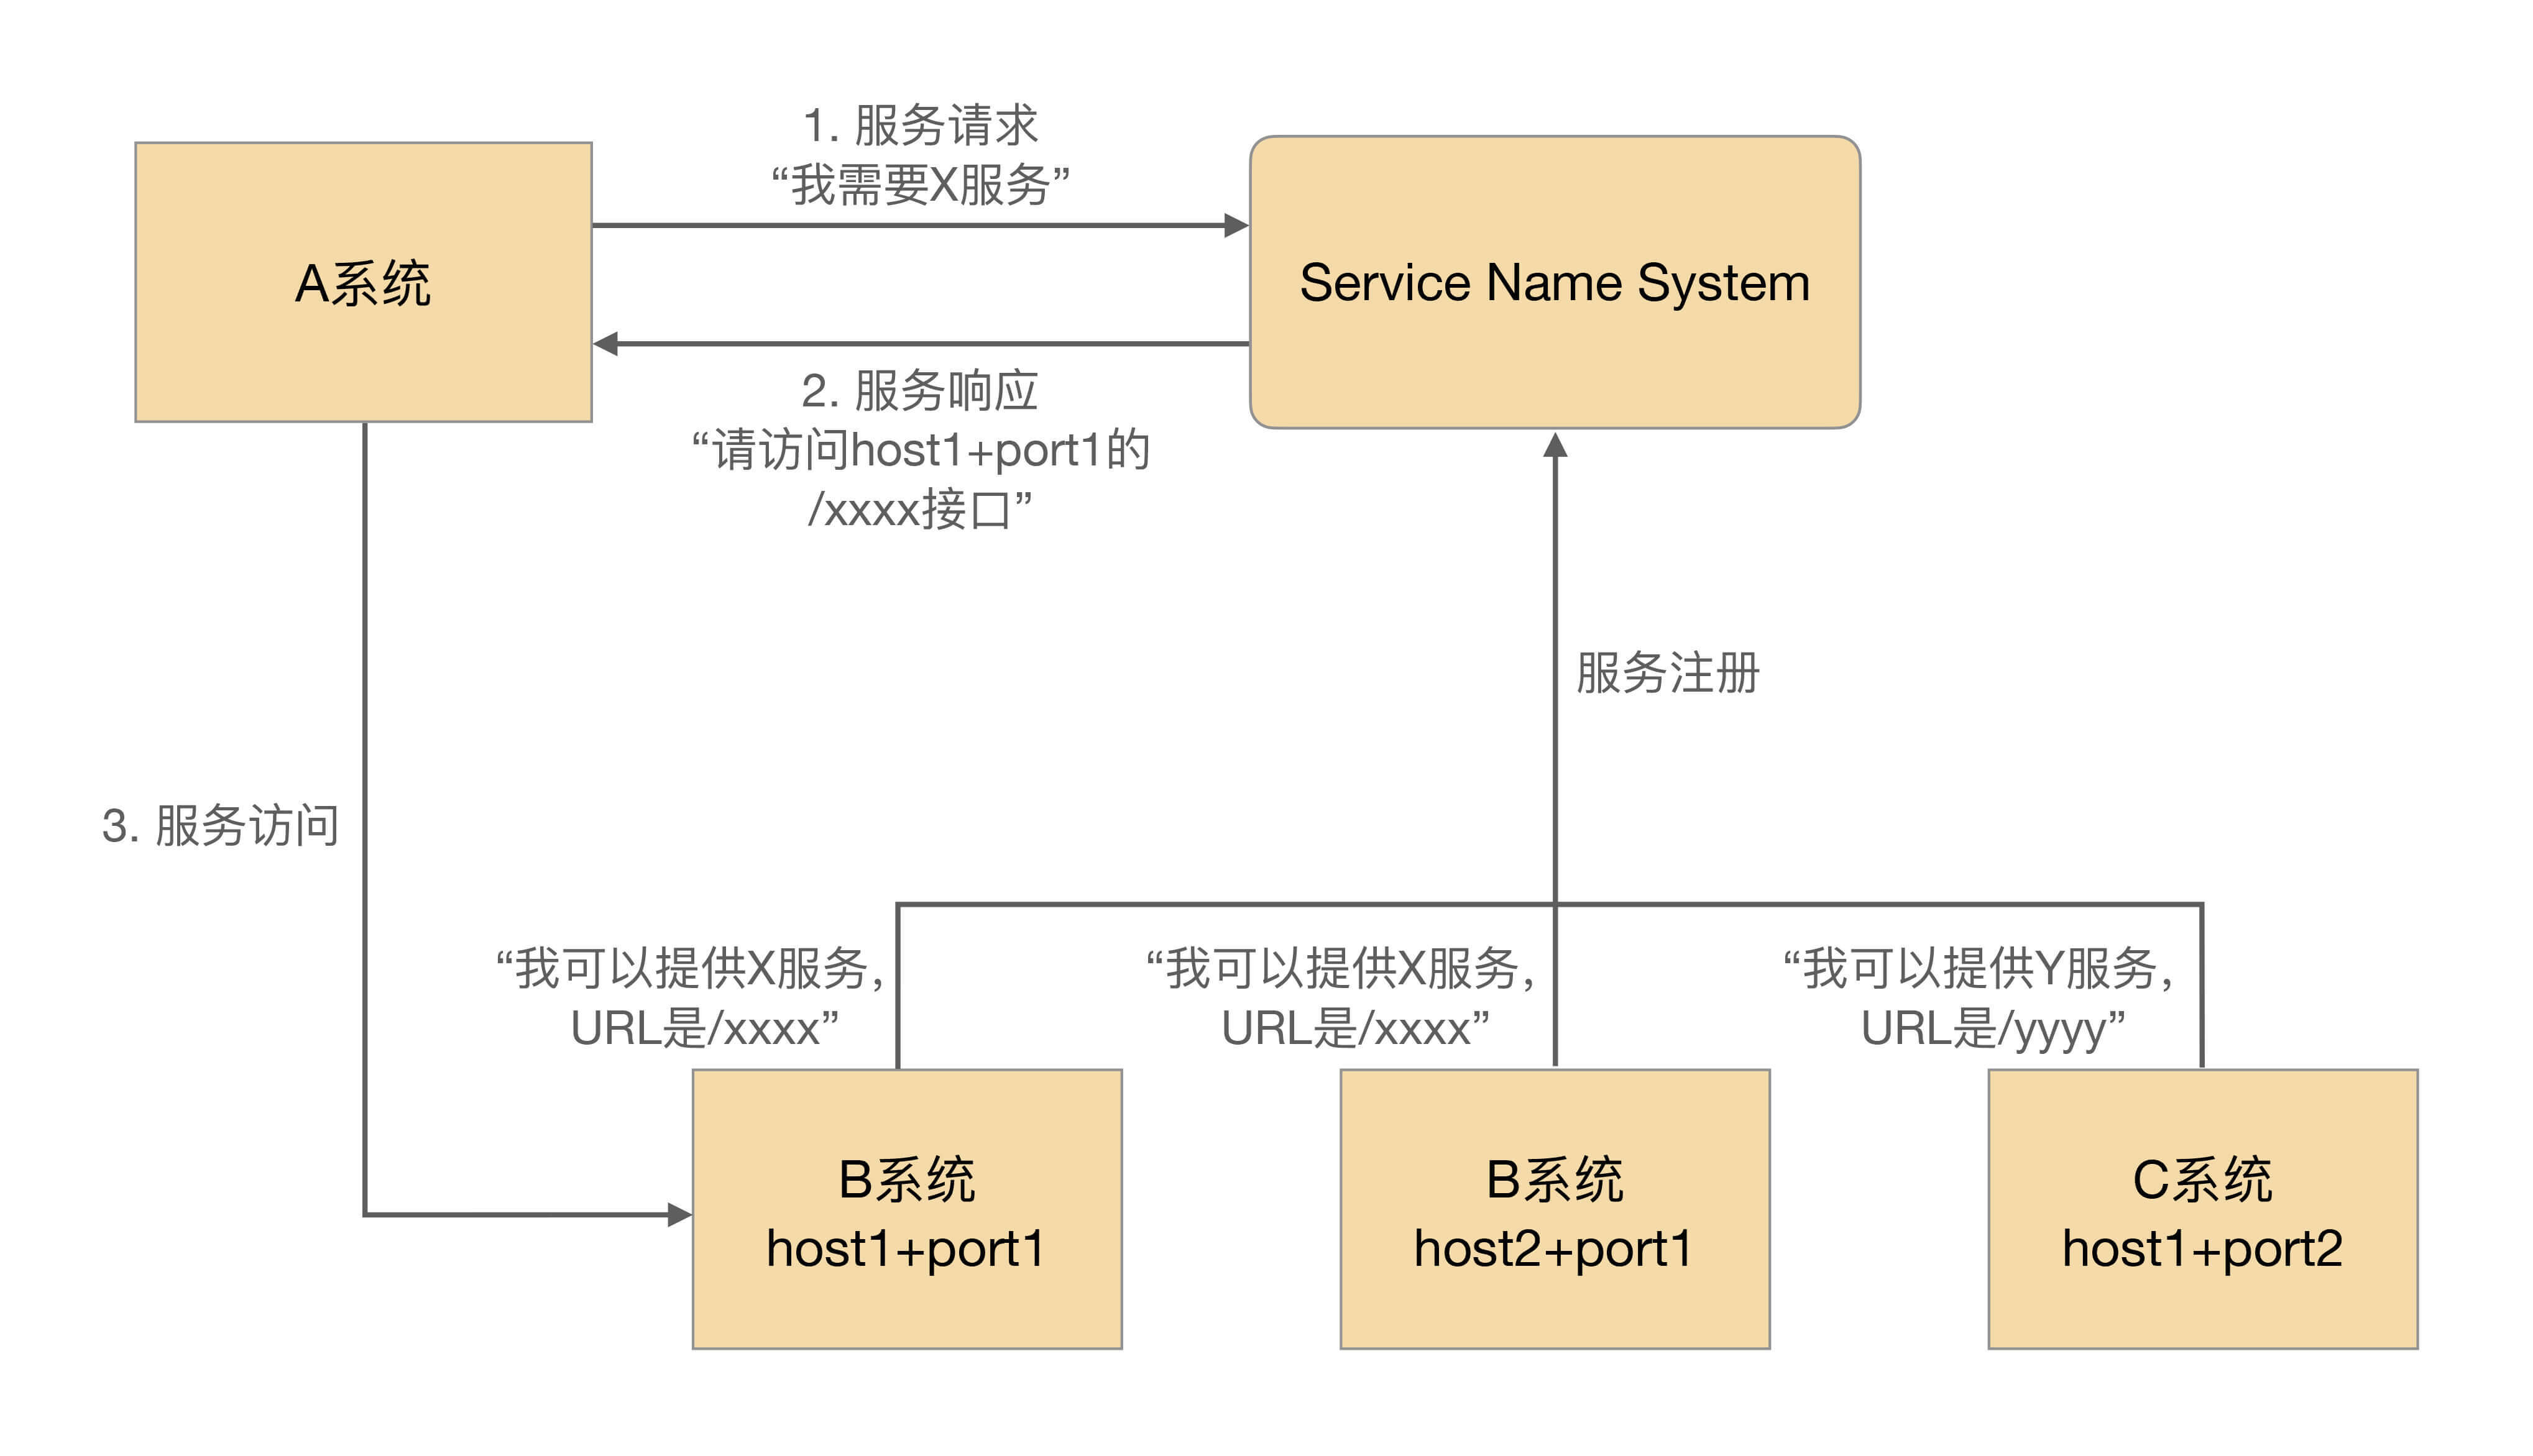 1. 服务请求
“我需要X服务”
A系统
Service Name System
2. 服务响应
“请访问host1+port1的
/xxxx接口”
服务注册
3. 服务访问
“我可以提供X服务，
URL是/xxxx”
“我可以提供X服务，
URL是/xxxx”
“我可以提供Y服务，
URL是/yyyy”
B系统
host1+port1
B系统
host2+port1
C系统
host1+port2